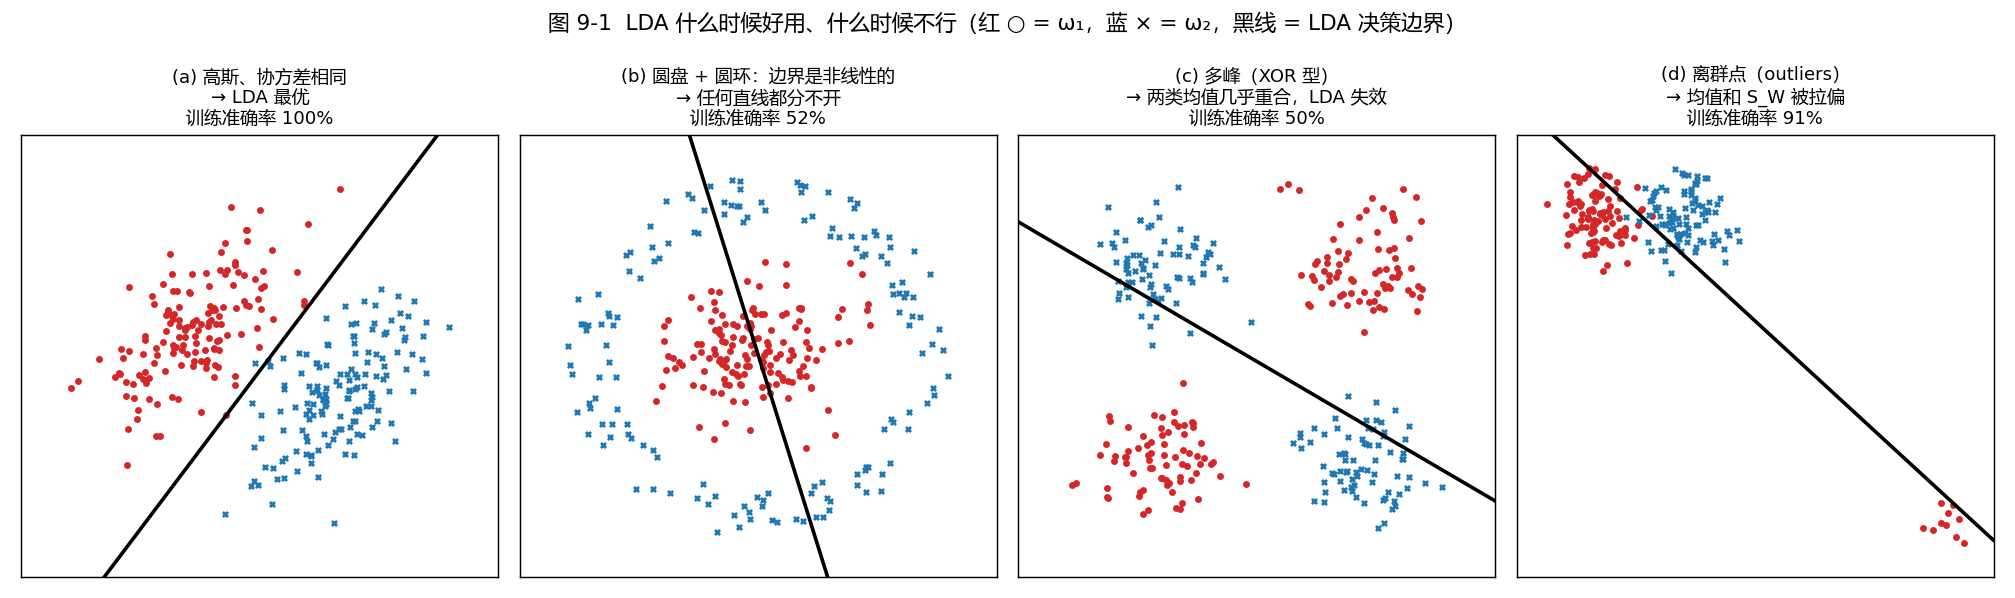 图 9-1 LDA 什么时候好用、什么时候不行（红 ○ = ω₁，蓝 × = ω₂，黑线 = LDA 决策边界）
(a) 高斯、协方差相同
→ LDA 最优
训练准确率 100%
(b) 圆盘 + 圆环：边界是非线性的
→ 任何直线都分不开
训练准确率 52%
(c) 多峰（XOR 型）
→ 两类均值几乎重合，LDA 失效
训练准确率 50%
(d) 离群点（outliers）
→ 均值和 S_W 被拉偏
训练准确率 91%